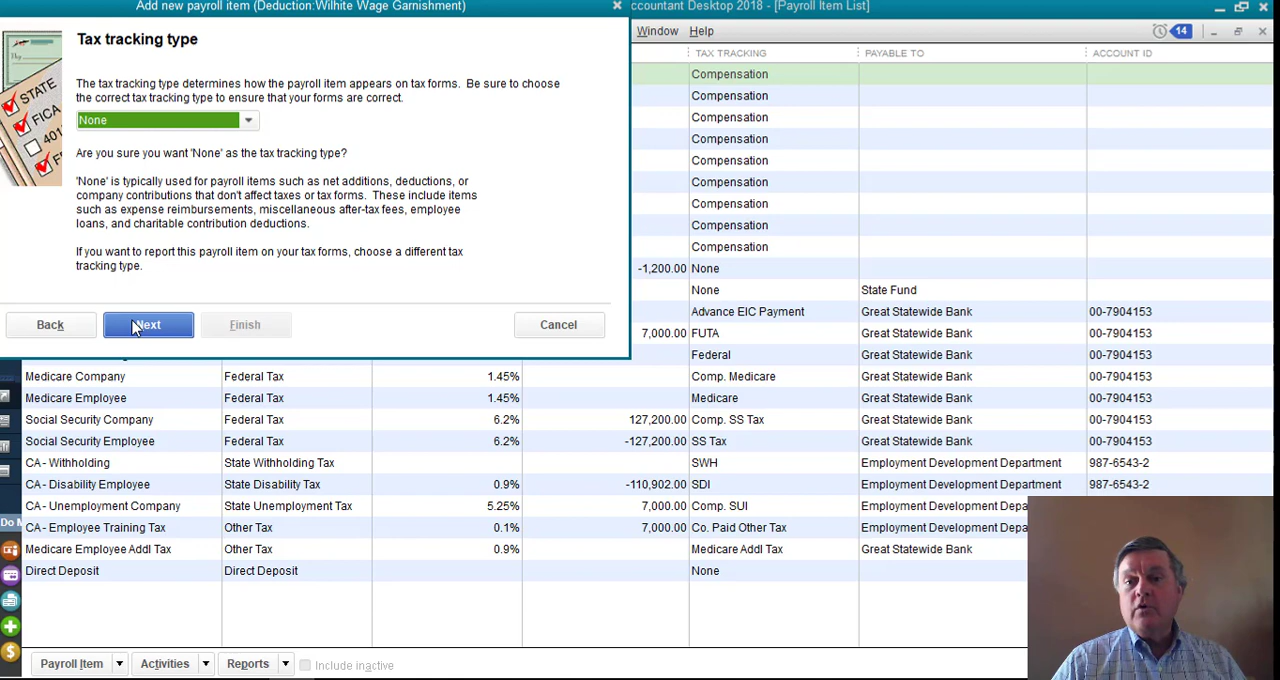 Add new payroll item (Deduction:Wilhite Wage Garnishment)
ccountant Desktop 2018 - [Payroll Item List]
Window Help
14
Tax tracking type
The tax tracking type determines how the payroll item appears on tax forms. Be sure to choose
the correct tax tracking type to ensure that your forms are correct.
None
Are you sure you want 'None' as the tax tracking type?
'None' is typically used for payroll items such as net additions, deductions, or
company contributions that don't affect taxes or tax forms. These include items
such as expense reimbursements, miscellaneous after-tax fees, employee
loans, and charitable contribution deductions.
If you want to report this payroll item on your tax forms, choose a different tax
tracking type.
Back Next Finish Cancel
STATE
FICA
401
TAX TRACKING PAYABLE TO ACCOUNT ID
Compensation
Compensation
Compensation
Compensation
Compensation
Compensation
Compensation
Compensation
Compensation
-1,200.00 None
None State Fund
Advance EIC Payment Great Statewide Bank 00-7904153
7,000.00 FUTA Great Statewide Bank 00-7904153
Federal Great Statewide Bank 00-7904153
Medicare Company Federal Tax 1.45% Comp. Medicare Great Statewide Bank 00-7904153
Medicare Employee Federal Tax 1.45% Medicare Great Statewide Bank 00-7904153
Social Security Company Federal Tax 6.2% 127,200.00 Comp. SS Tax Great Statewide Bank 00-7904153
Social Security Employee Federal Tax 6.2% -127,200.00 SS Tax Great Statewide Bank 00-7904153
CA - Withholding State Withholding Tax SWH Employment Development Department 987-6543-2
CA - Disability Employee State Disability Tax 0.9% -110,902.00 SDI Employment Development Department 987-6543-2
CA - Unemployment Company State Unemployment Tax 5.25% 7,000.00 Comp. SUI Employment Development Depa
CA - Employee Training Tax Other Tax 0.1% 7,000.00 Co. Paid Other Tax Employment Development Depa
Do M
Medicare Employee Addl Tax Other Tax 0.9% Medicare Addl Tax Great Statewide Bank
Direct Deposit Direct Deposit None
Payroll Item Activities Reports Include inactive